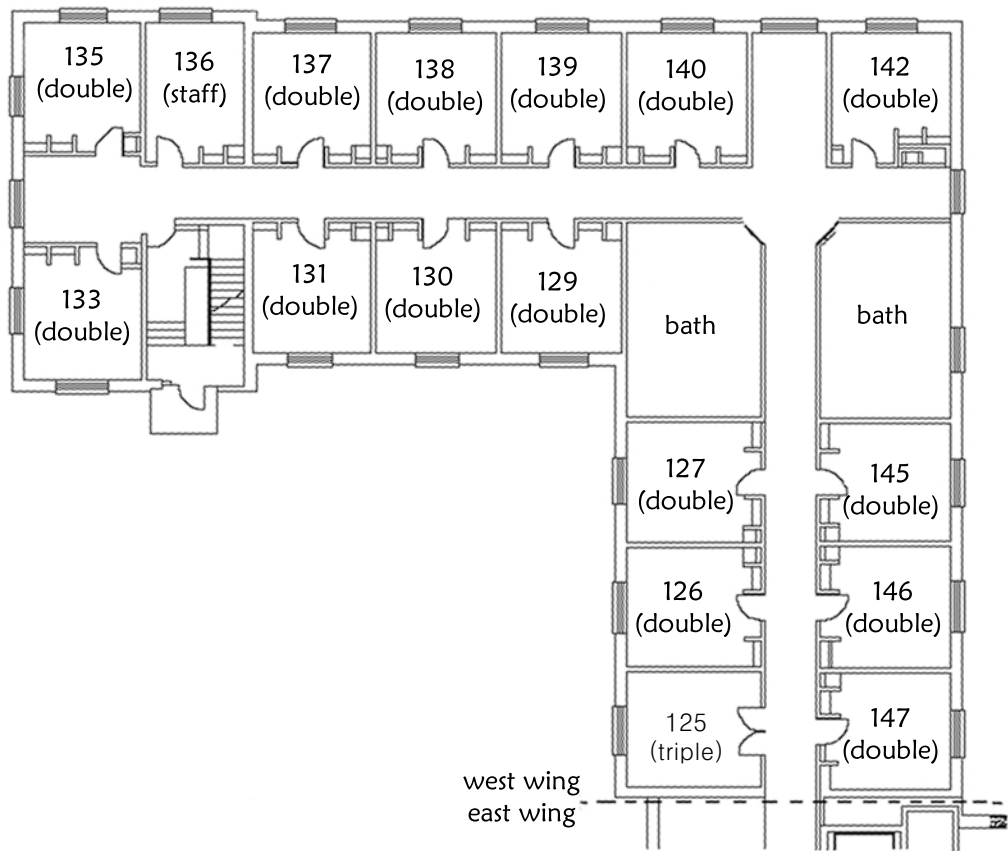 135
(double)
136
(staff)
137
(double)
138
(double)
139
(double)
140
(double)
142
(double)
133
(double)
131
(double)
130
(double)
129
(double)
bath
bath
127
(double)
145
(double)
126
(double)
146
(double)
125
(triple)
147
(double)
west wing
east wing